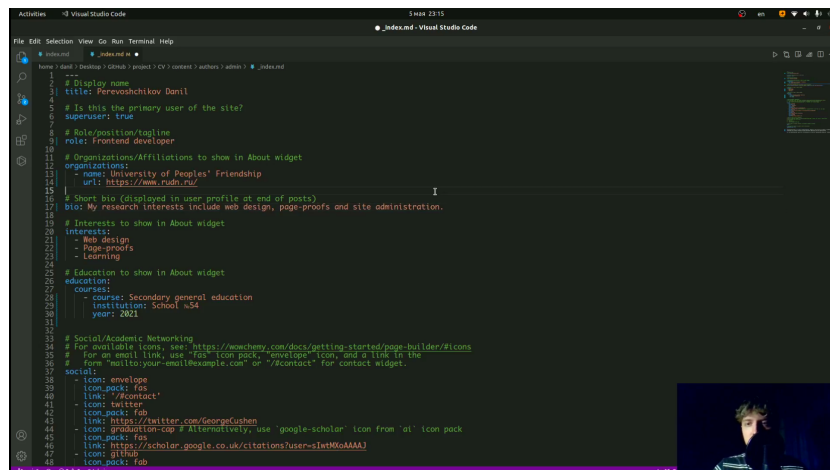 Activities Visual Studio Code 5 мая 23:15 en
● _index.md - Visual Studio Code
File Edit Selection View Go Run Terminal Help
index.md _index.md M ●
home > danil > Desktop > GitHub > project > CV > content > authors > admin > _index.md
1 ---
2 # Display name
3 title: Perevoshchikov Danil
4
5 # Is this the primary user of the site?
6 superuser: true
7
8 # Role/position/tagline
9 role: Frontend developer
10
11 # Organizations/Affiliations to show in About widget
12 organizations:
13 - name: University of Peoples' Friendship
14 url: https://www.rudn.ru/
15
16 # Short bio (displayed in user profile at end of posts)
17 bio: My research interests include web design, page-proofs and site administration.
18
19 # Interests to show in About widget
20 interests:
21 - Web design
22 - Page-proofs
23 - Learning
24
25 # Education to show in About widget
26 education:
27 courses:
28 - course: Secondary general education
29 institution: School №54
30 year: 2021
31
32
33 # Social/Academic Networking
34 # For available icons, see: https://wowchemy.com/docs/getting-started/page-builder/#icons
35 # For an email link, use "fas" icon pack, "envelope" icon, and a link in the
36 # form "mailto:your-email@example.com" or "/#contact" for contact widget.
37 social:
38 - icon: envelope
39 icon_pack: fas
40 link: '/#contact'
41 - icon: twitter
42 icon_pack: fab
43 link: https://twitter.com/GeorgeCushen
44 - icon: graduation-cap # Alternatively, use `google-scholar` icon from `ai` icon pack
45 icon_pack: fas
46 link: https://scholar.google.co.uk/citations?user=sIwtMXoAAAAJ
47 - icon: github
48 icon_pack: fab